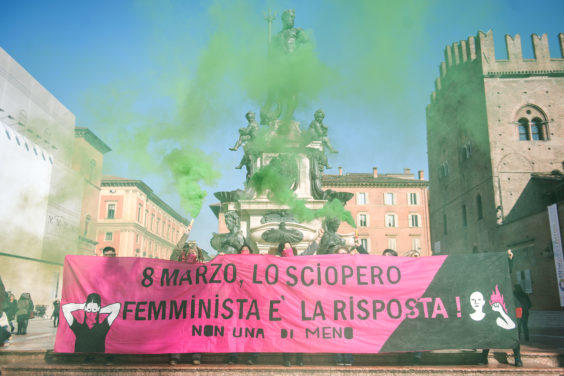 8 MARZO, LO SCIOPERO
FEMMINISTA E' LA RISPOSTA!
NON UNA DI MENO